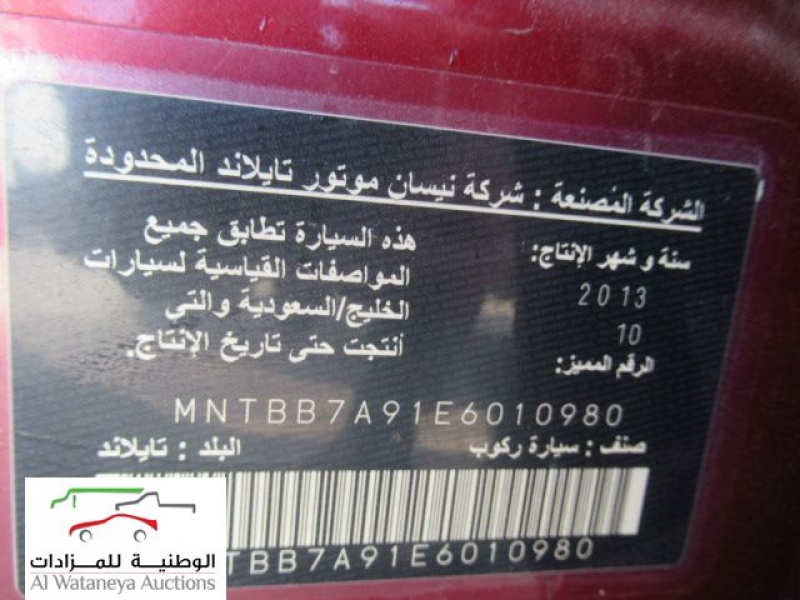 الشركة المُصنعة : شركة نيسان موتور تايلاند المحدودة
سنة و شهر الإنتاج:
2013
10
الرقم المميز:
هذه السيارة تطابق جميع
المواصفات القياسية لسيارات
الخليج/السعودية والتي
أنتجت حتى تاريخ الإنتاج.
MNTBB7A91E6010980
صنف : سيارة ركوب
البلد : تايلاند
TBB7A91E6010980
الوطنية للمزادات
Al Wataneya Auctions